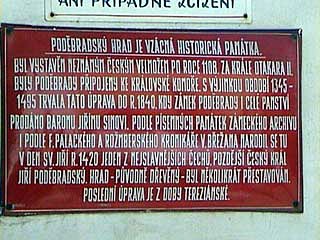 ANI PŘÍPADNÉ ZCIZENÍ
PODĚBRADSKÝ HRAD JE VZÁCNÁ HISTORICKÁ PAMÁTKA.
BYL VYSTAVĚN NEZNÁMÝM ČESKÝM VELMOŽEM PO ROCE 1108. ZA KRÁLE OTAKARA II.
BYLY PODĚBRADY PŘIPOJENY KE KRÁLOVSKÉ KOMOŘE. S VÝJIMKOU OBDOBÍ 1345-
-1495 TRVALA TATO ÚPRAVA DO R.1840, KDY ZÁMEK PODĚBRADY I CELÉ PANSTVÍ
PRODÁNO BARONU JIŘÍMU SINOVI. PODLE PÍSEMNÝCH PAMÁTEK ZÁMECKÉHO ARCHIVU
I PODLE F. PALACKÉHO A ROŽMBERSKÉHO KRONIKÁŘE V. BŘEZANA NARODIL SE TU
V DEN SV. JIŘÍ R.1420 JEDEN Z NEJSLAVNĚJŠÍCH ČECHŮ, POZDĚJŠÍ ČESKÝ KRÁL
JIŘÍ PODĚBRADSKÝ. HRAD - PŮVODNĚ DŘEVĚNÝ - BYL NĚKOLIKRÁT PŘESTAVOVÁN.
POSLEDNÍ ÚPRAVA JE Z DOBY TEREZIÁNSKÉ.